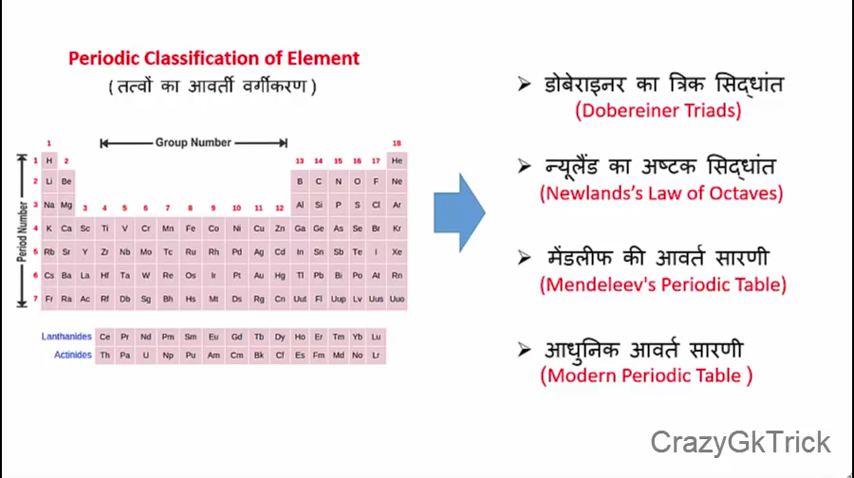 Periodic Classification of Element
(तत्वों का आवर्ती वर्गीकरण)
Group Number
Period Number
1 18
1 H 2 13 14 15 16 17 He
2 Li Be B C N O F Ne
3 Na Mg 3 4 5 6 7 8 9 10 11 12 Al Si P S Cl Ar
4 K Ca Sc Ti V Cr Mn Fe Co Ni Cu Zn Ga Ge As Se Br Kr
5 Rb Sr Y Zr Nb Mo Tc Ru Rh Pd Ag Cd In Sn Sb Te I Xe
6 Cs Ba La Hf Ta W Re Os Ir Pt Au Hg Tl Pb Bi Po At Rn
7 Fr Ra Ac Rf Db Sg Bh Hs Mt Ds Rg Cn Uut Fl Uup Lv Uus Uuo
Lanthanides Ce Pr Nd Pm Sm Eu Gd Tb Dy Ho Er Tm Yb Lu
Actinides Th Pa U Np Pu Am Cm Bk Cf Es Fm Md No Lr
➢ डोबेराइनर का त्रिक सिद्धांत
(Dobereiner Triads)
➢ न्यूलैंड का अष्टक सिद्धांत
(Newlands's Law of Octaves)
➢ मेंडलीफ की आवर्त सारणी
(Mendeleev's Periodic Table)
➢ आधुनिक आवर्त सारणी
(Modern Periodic Table )
CrazyGkTrick